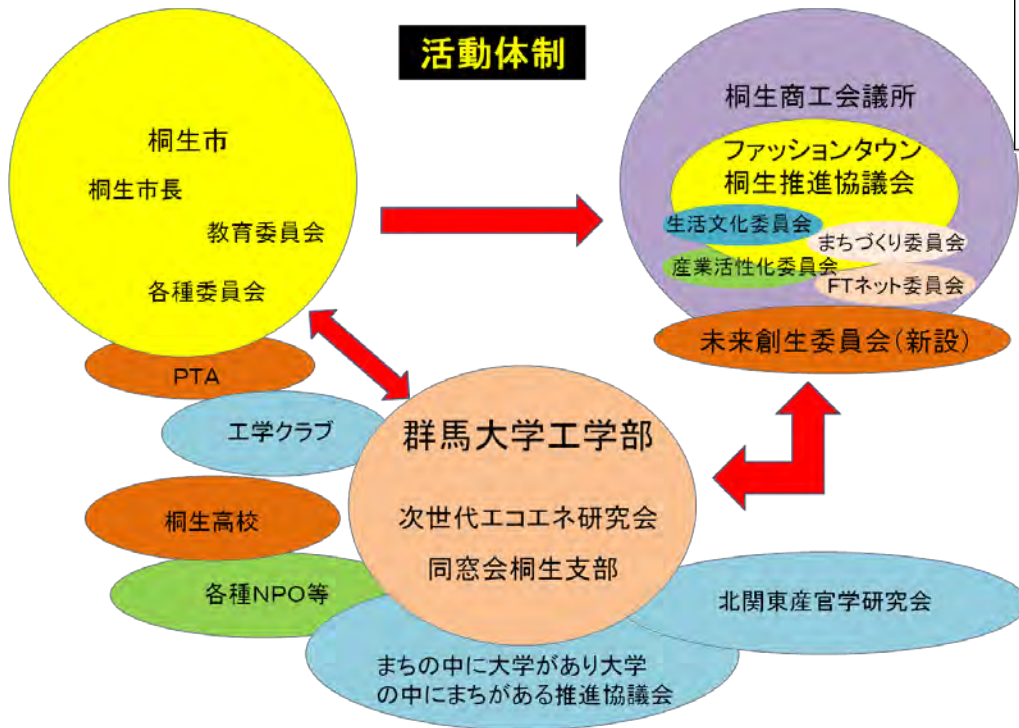 活動体制
桐生市
桐生市長
教育委員会
各種委員会
桐生商工会議所
ファッションタウン
桐生推進協議会
生活文化委員会
まちづくり委員会
産業活性化委員会
FTネット委員会
未来創生委員会(新設)
PTA
工学クラブ
桐生高校
各種NPO等
群馬大学工学部
次世代エコエネ研究会
同窓会桐生支部
北関東産官学研究会
まちの中に大学があり大学
の中にまちがある推進協議会